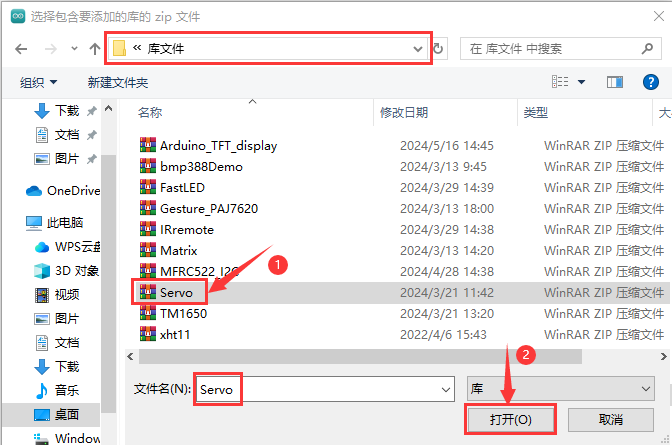 选择包含要添加的库的 zip 文件
« 库文件
在 库文件 中搜索
组织 新建文件夹
名称 修改日期 类型 大
下载
文档
图片
OneDrive
此电脑
WPS云盘
3D 对象
视频
图片
文档
下载
音乐
桌面
Window
Arduino_TFT_display 2024/5/16 14:45 WinRAR ZIP 压缩文件
bmp388Demo 2024/3/13 9:45 WinRAR ZIP 压缩文件
FastLED 2024/3/29 14:39 WinRAR ZIP 压缩文件
Gesture_PAJ7620 2024/3/13 18:00 WinRAR ZIP 压缩文件
IRremote 2024/3/29 14:38 WinRAR ZIP 压缩文件
Matrix 2024/3/13 14:20 WinRAR ZIP 压缩文件
MFRC522_I2C 2024/4/28 14:38 WinRAR ZIP 压缩文件
Servo 2024/3/21 11:42 WinRAR ZIP 压缩文件
TM1650 2024/3/21 13:20 WinRAR ZIP 压缩文件
xht11 2022/4/6 15:43 WinRAR ZIP 压缩文件
1
2
文件名(N): Servo 库
打开(O) 取消